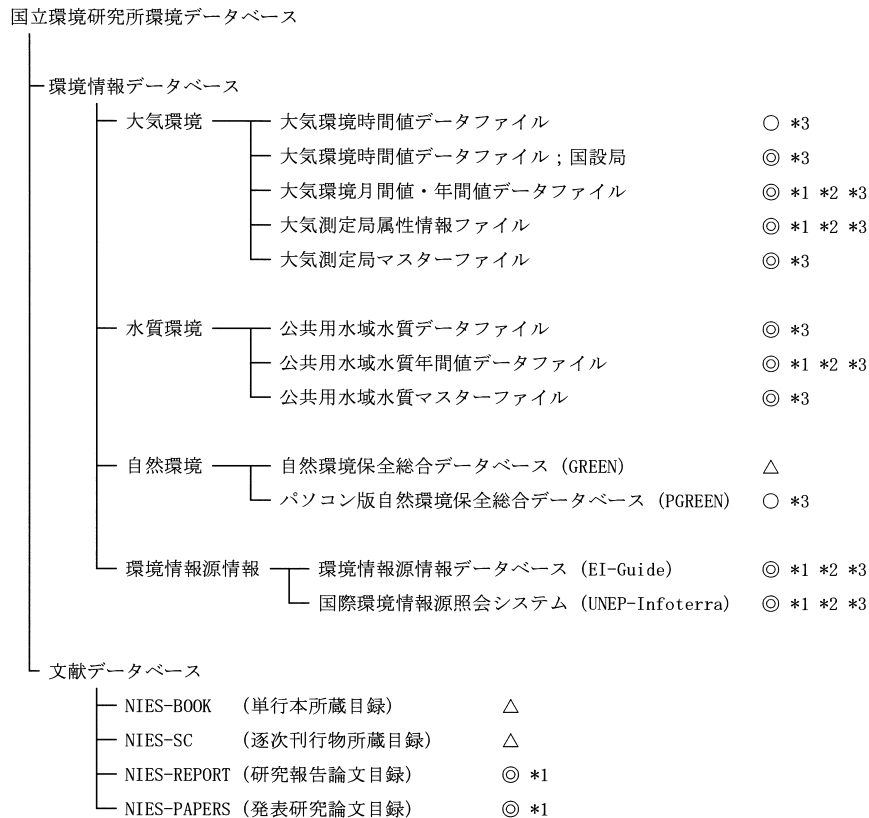 国立環境研究所環境データベース
環境情報データベース
大気環境 大気環境時間値データファイル ○ *3
大気環境時間値データファイル；国設局 ◎ *3
大気環境月間値・年間値データファイル ◎ *1 *2 *3
大気測定局属性情報ファイル ◎ *1 *2 *3
大気測定局マスターファイル ◎ *3
水質環境 公共用水域水質データファイル ◎ *3
公共用水域水質年間値データファイル ◎ *1 *2 *3
公共用水域水質マスターファイル ◎ *3
自然環境 自然環境保全総合データベース (GREEN) △
パソコン版自然環境保全総合データベース (PGREEN) ○ *3
環境情報源情報 環境情報源情報データベース (EI-Guide) ◎ *1 *2 *3
国際環境情報源照会システム (UNEP-Infoterra) ◎ *1 *2 *3
文献データベース
NIES-BOOK (単行本所蔵目録) △
NIES-SC (逐次刊行物所蔵目録) △
NIES-REPORT (研究報告論文目録) ◎ *1
NIES-PAPERS (発表研究論文目録) ◎ *1